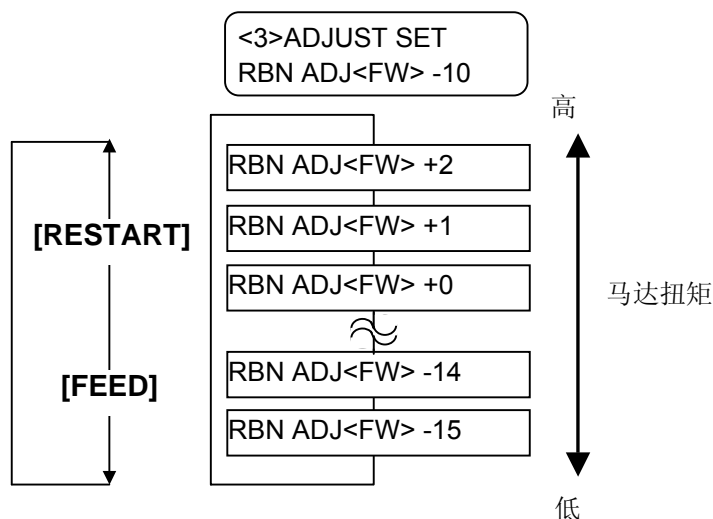 <3>ADJUST SET
RBN ADJ<FW> -10
高
RBN ADJ<FW> +2
RBN ADJ<FW> +1
[RESTART]
RBN ADJ<FW> +0
马达扭矩
RBN ADJ<FW> -14
[FEED]
RBN ADJ<FW> -15
低